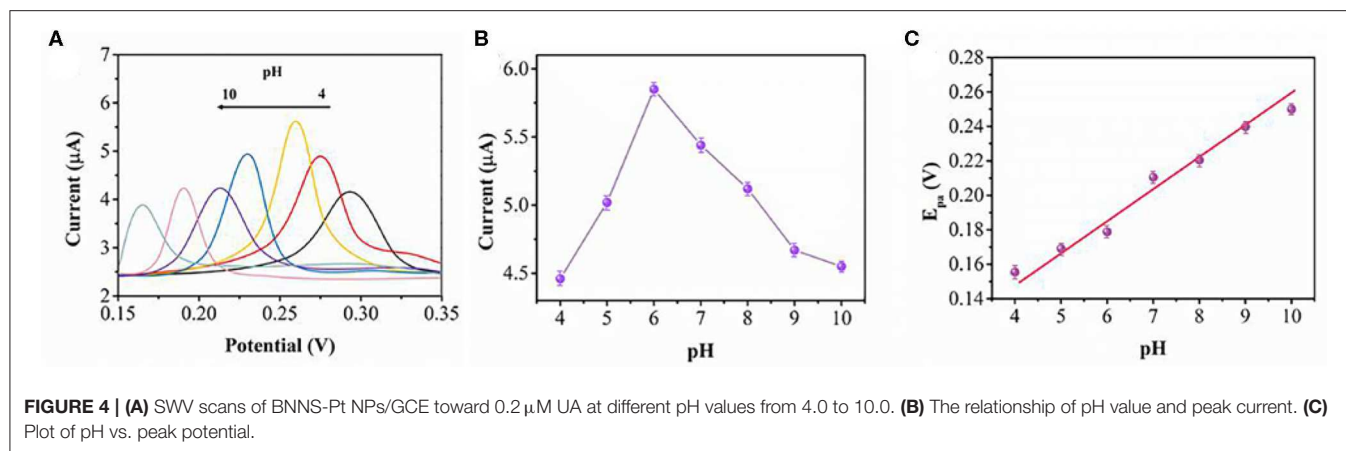 A
7
6
5
4
3
2
Current (μA)
pH
10 4
0.15 0.20 0.25 0.30 0.35
Potential (V)
B
6.0
5.5
5.0
4.5
Current (μA)
4 5 6 7 8 9 10
pH
C
0.28
0.26
0.24
0.22
0.20
0.18
0.16
0.14
Epa (V)
4 5 6 7 8 9 10
pH
FIGURE 4 | (A) SWV scans of BNNS-Pt NPs/GCE toward 0.2 μM UA at different pH values from 4.0 to 10.0. (B) The relationship of pH value and peak current. (C)
Plot of pH vs. peak potential.